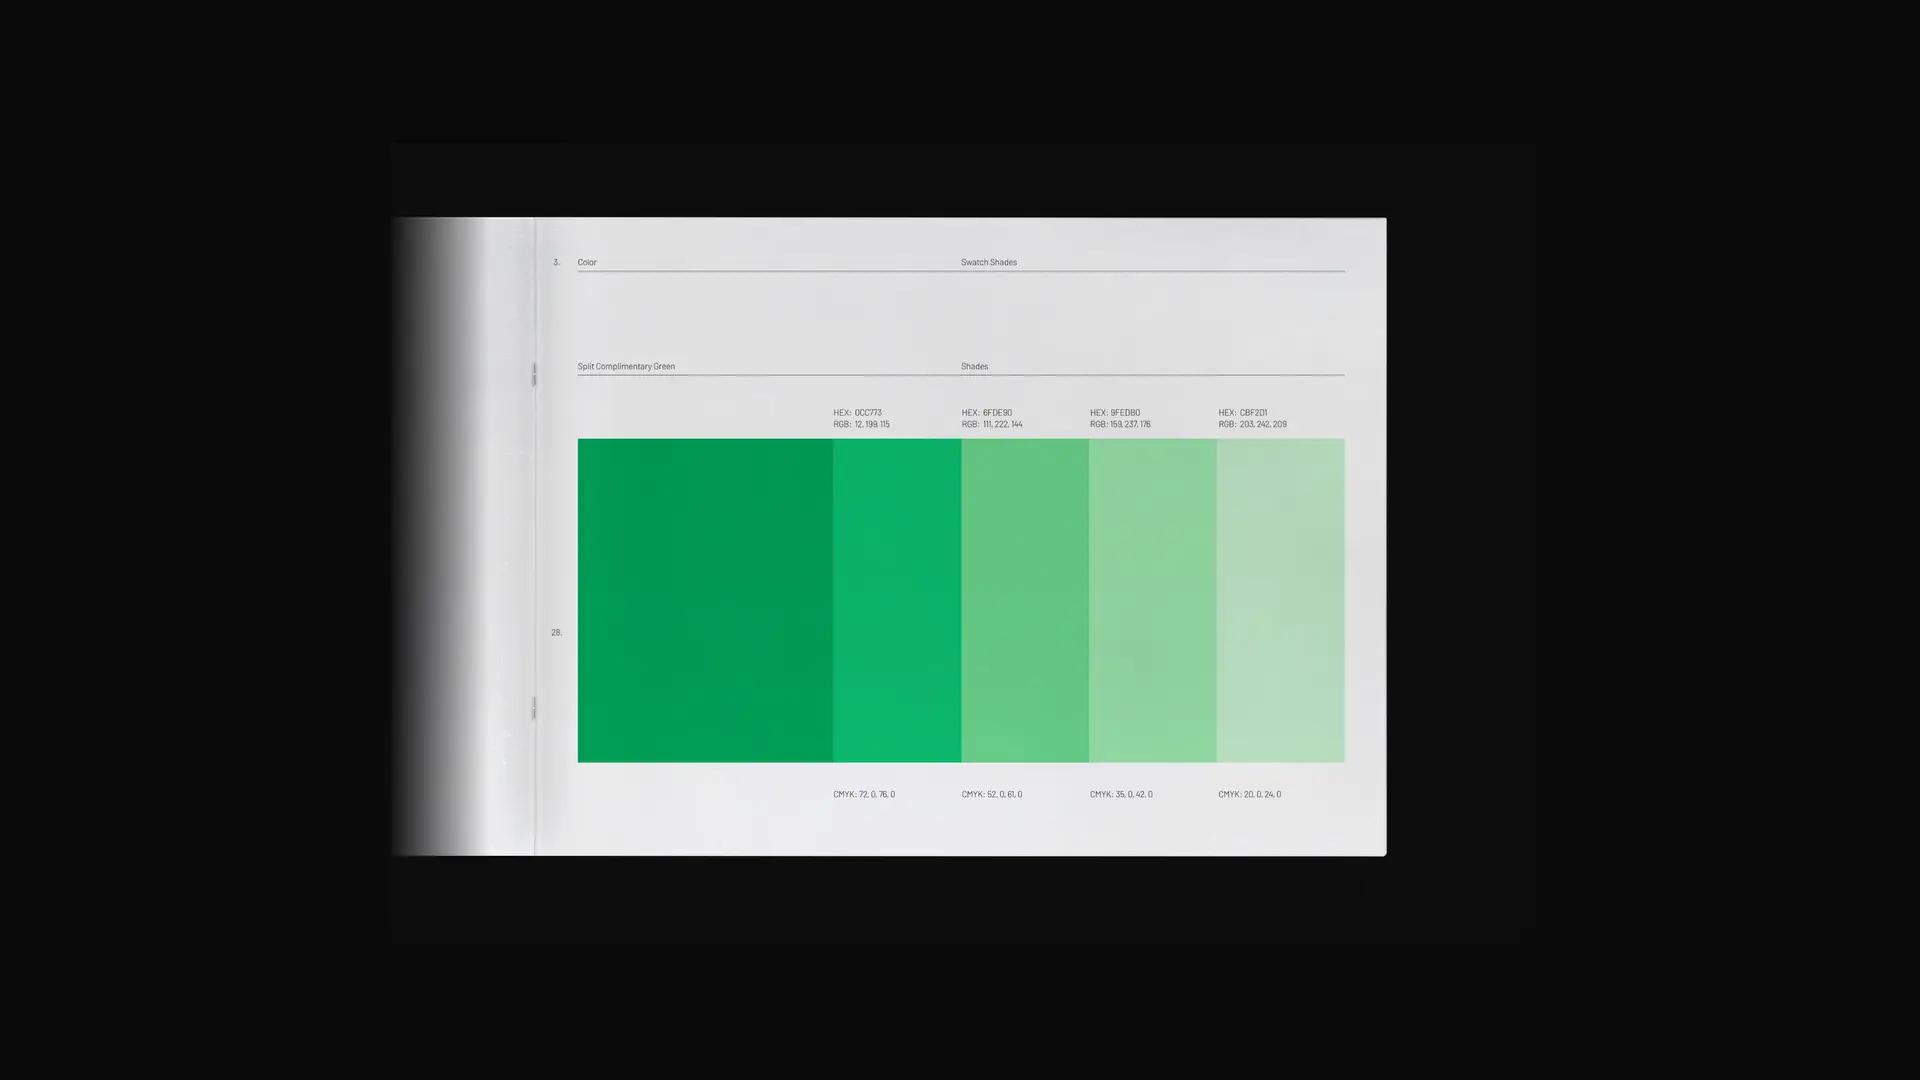 3. Color Swatch Shades
Split Complimentary Green Shades
HEX: 0CC773 HEX: 6FDE90 HEX: 9FEDB0 HEX: CBF2D1
RGB: 12, 199, 115 RGB: 111, 222, 144 RGB: 159, 237, 176 RGB: 203, 242, 209
28.
CMYK: 72, 0, 76, 0 CMYK: 52, 0, 61, 0 CMYK: 35, 0, 42, 0 CMYK: 20, 0, 24, 0